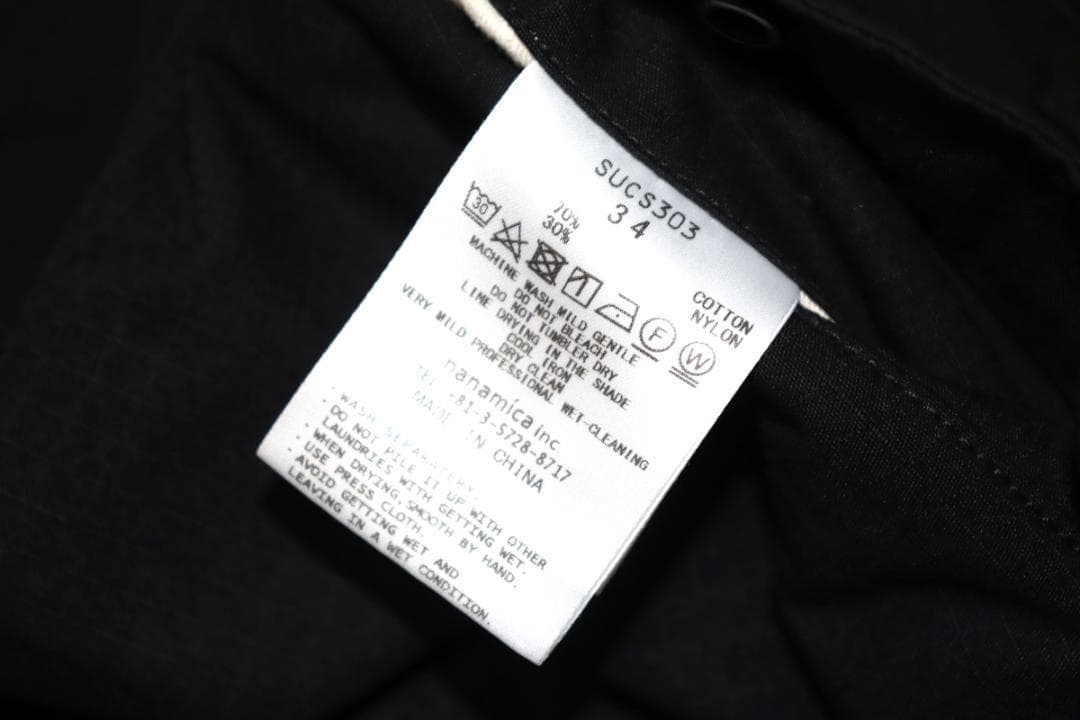 SUCS303
34
70% COTTON
30% NYLON
30
F
W
MACHINE WASH MILD GENTLE
DO NOT BLEACH
DO NOT TUMBLER DRY
LINE DRYING IN THE SHADE
COOL IRON
DRY CLEAN
VERY MILD PROFESSIONAL WET-CLEANING
nanamica inc
TEL +81-3-5728-8717
MADE IN CHINA
·WASH SEPARATERY.
·DO NOT PILE IT UP WITH OTHER
LAUNDRIES WITH GETTING WET.
·WHEN DRYING,SMOOTH BY HAND.
·USE PRESS CLOTH.
·AVOID GETTING WET AND
LEAVING IN A WET CONDITION.